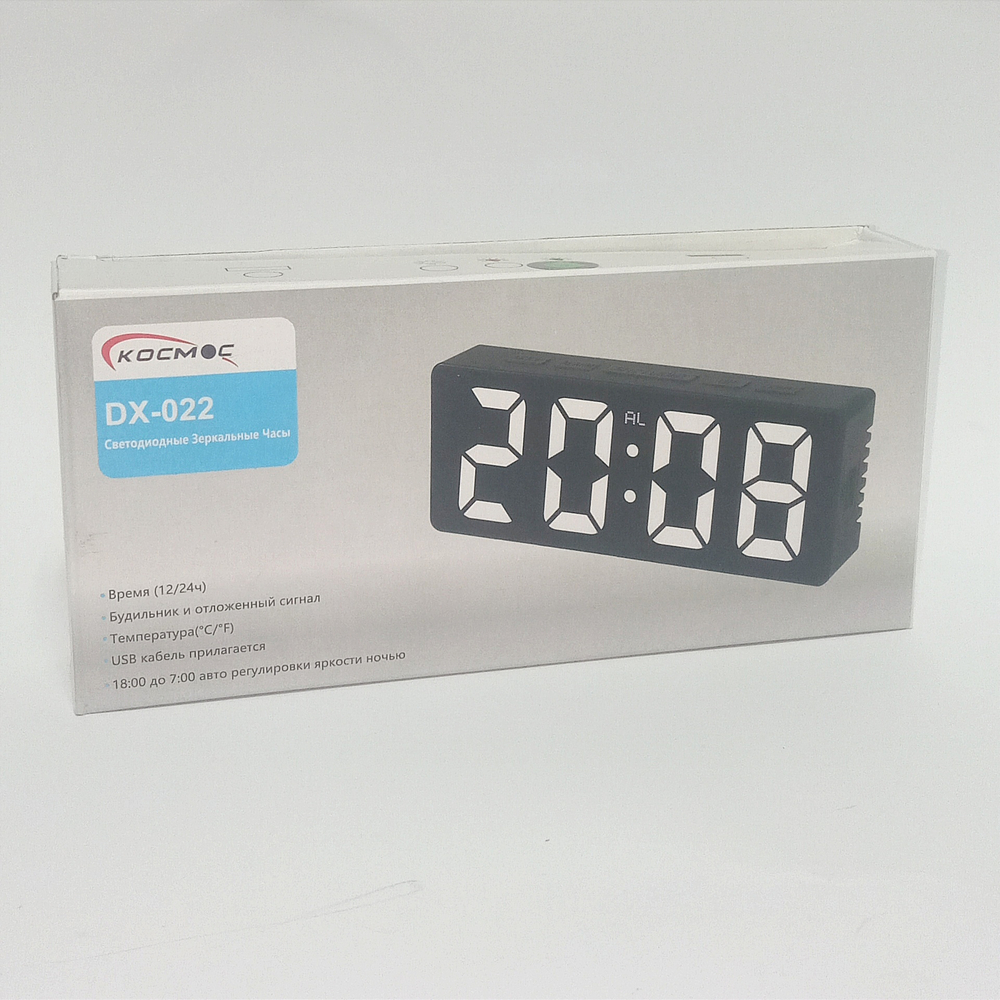 КОСМОС
DX-022
Светодиодные Зеркальные Часы
AL
20:08
• Время (12/24ч)
• Будильник и отложенный сигнал
• Температура(°C/°F)
• USB кабель прилагается
• 18:00 до 7:00 авто регулировки яркости ночью